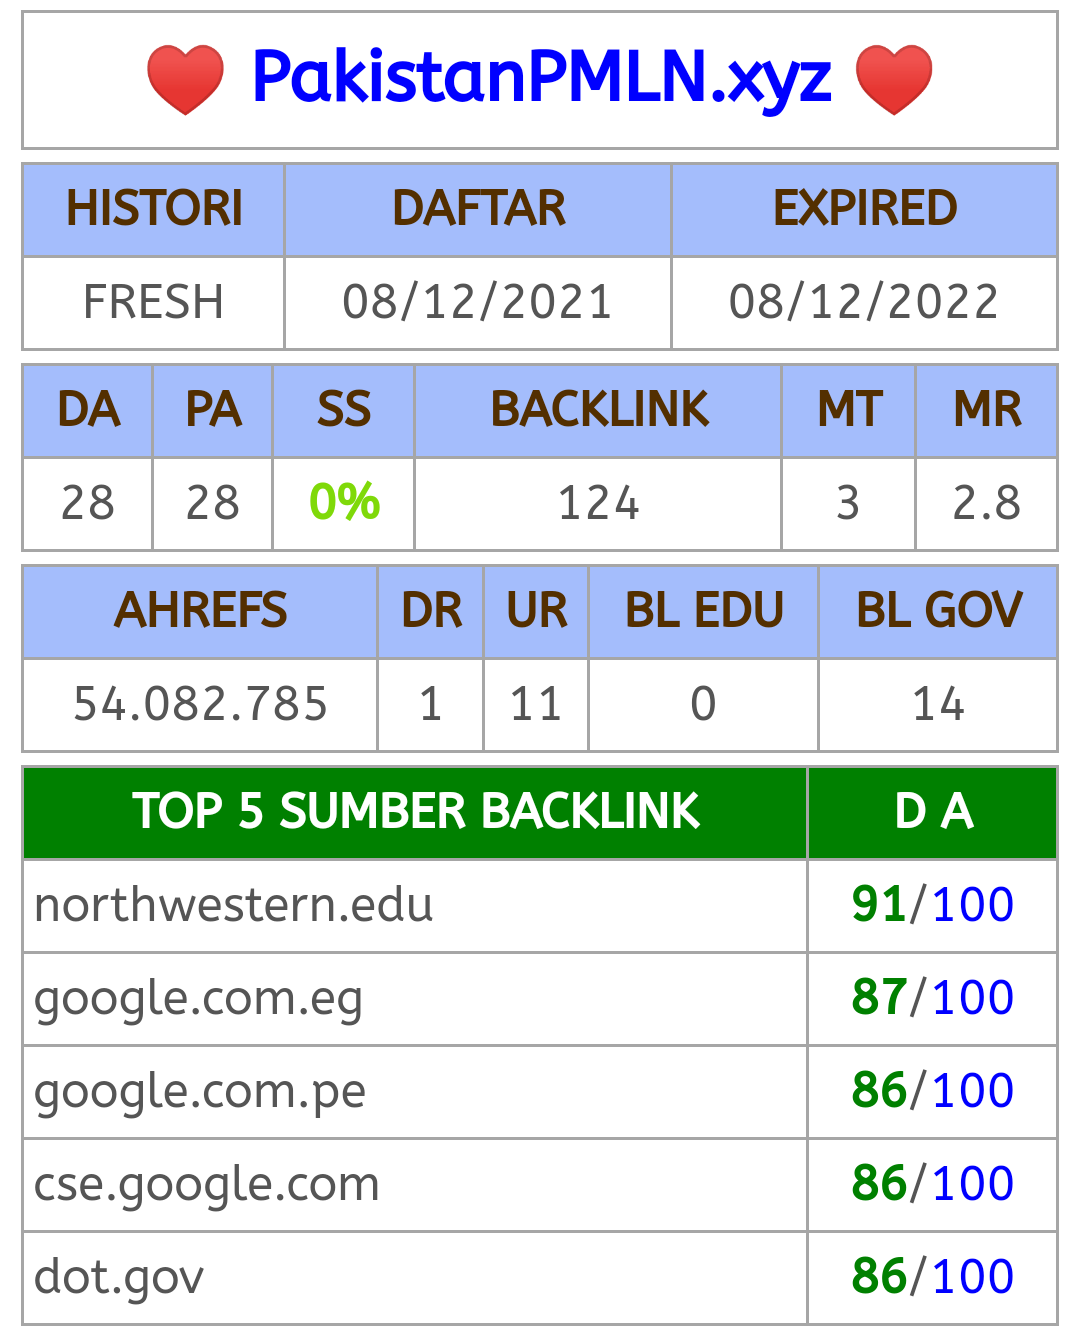 ❤️ PakistanPMLN.xyz ❤️
HISTORI DAFTAR EXPIRED
FRESH 08/12/2021 08/12/2022
DA PA SS BACKLINK MT MR
28 28 0% 124 3 2.8
AHREFS DR UR BL EDU BL GOV
54.082.785 1 11 0 14
TOP 5 SUMBER BACKLINK D A
northwestern.edu 91/100
google.com.eg 87/100
google.com.pe 86/100
cse.google.com 86/100
dot.gov 86/100